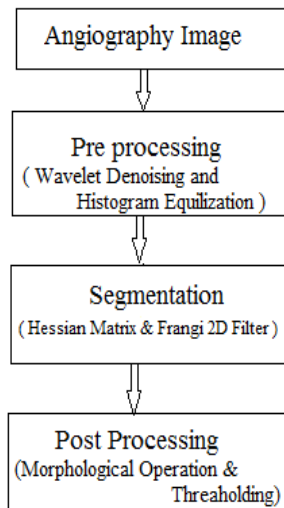 Angiography Image
Pre processing
( Wavelet Denoising and
Histogram Equilization )
Segmentation
( Hessian Matrix & Frangi 2D Filter )
Post Processing
(Morphological Operation &
Threaholding)